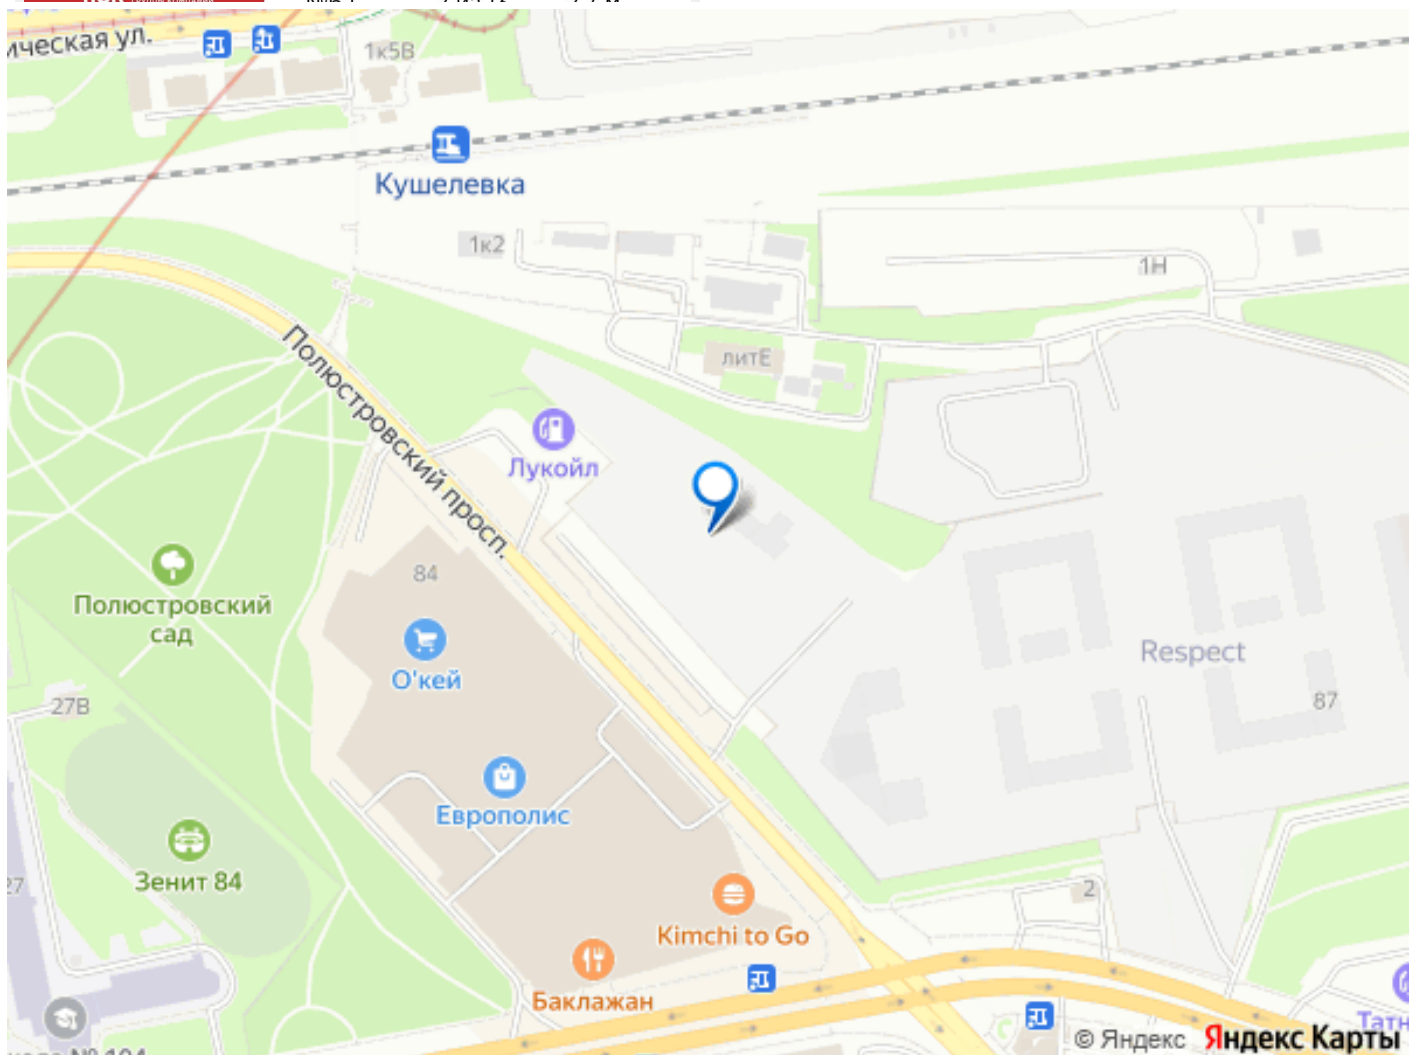 ическая ул.
1к5В
Кушелевка
1к2
1Н
Полюстровский просп.
литЕ
Лукойл
84
Полюстровский
сад
О'кей
Respect
27В
87
Европолис
Зенит 84
27
2
Kimchi to Go
Баклажан
Татн
© Яндекс Яндекс Карты